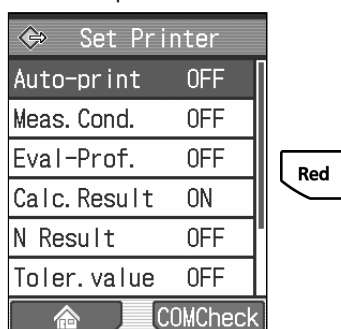 Set Printer
Auto-print OFF
Meas. Cond. OFF
Eval-Prof. OFF
Calc. Result ON
N Result OFF
Toler. value OFF
COMCheck
Red